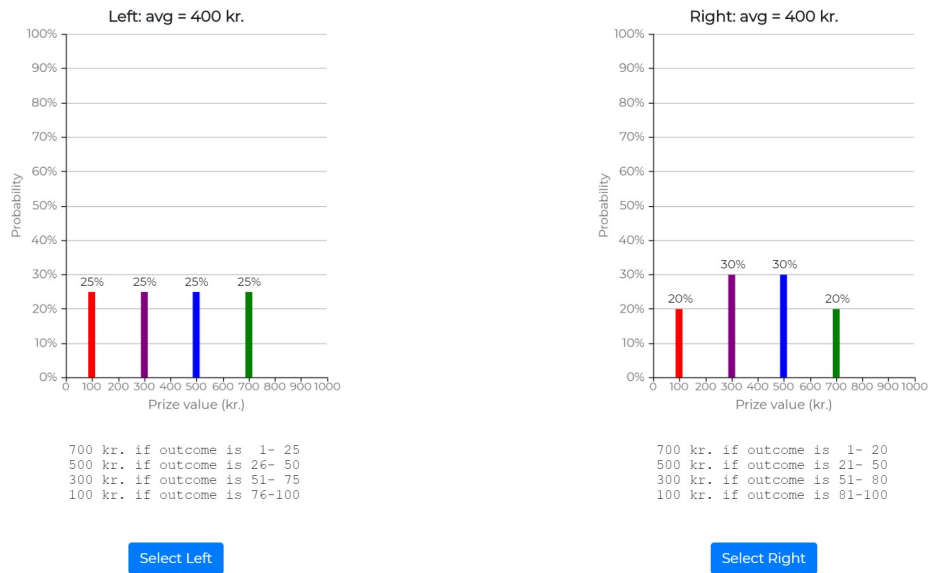 Left: avg = 400 kr.
100%
90%
80%
70%
60%
50%
40%
30%
20%
10%
0%
Probability
25% 25% 25% 25%
0 100 200 300 400 500 600 700 800 900 1000
Prize value (kr.)
700 kr. if outcome is  1- 25
500 kr. if outcome is 26- 50
300 kr. if outcome is 51- 75
100 kr. if outcome is 76-100
Select Left
Right: avg = 400 kr.
100%
90%
80%
70%
60%
50%
40%
30%
20%
10%
0%
Probability
20% 30% 30% 20%
0 100 200 300 400 500 600 700 800 900 1000
Prize value (kr.)
700 kr. if outcome is  1- 20
500 kr. if outcome is 21- 50
300 kr. if outcome is 51- 80
100 kr. if outcome is 81-100
Select Right